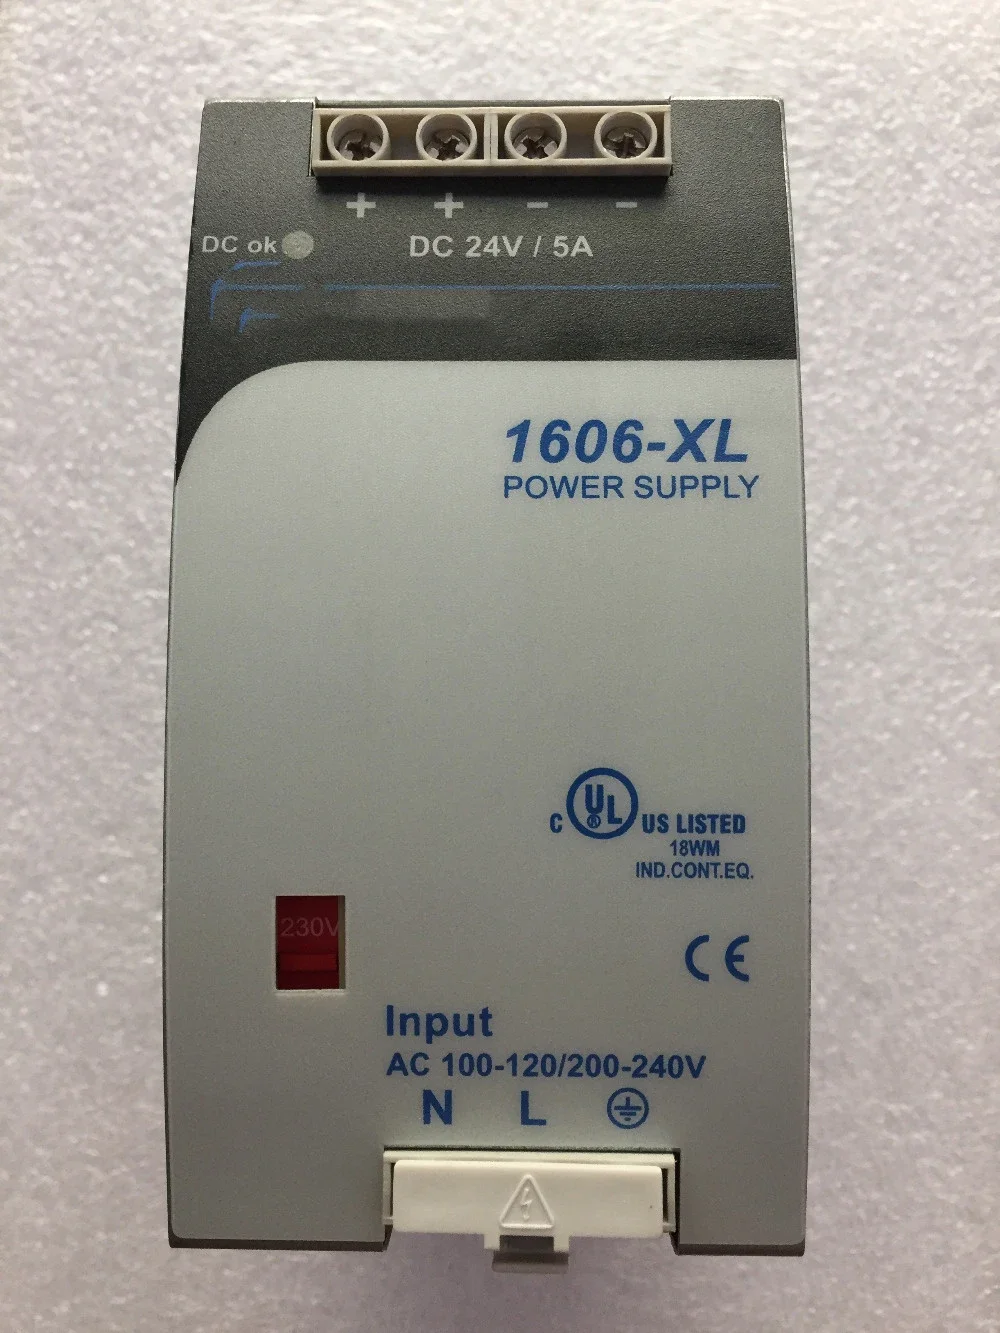 + + - -
DC ok DC 24V / 5A
1606-XL
POWER SUPPLY
C UL ® US LISTED
18WM
IND.CONT.EQ.
230V
CE
Input
AC 100-120/200-240V
N L